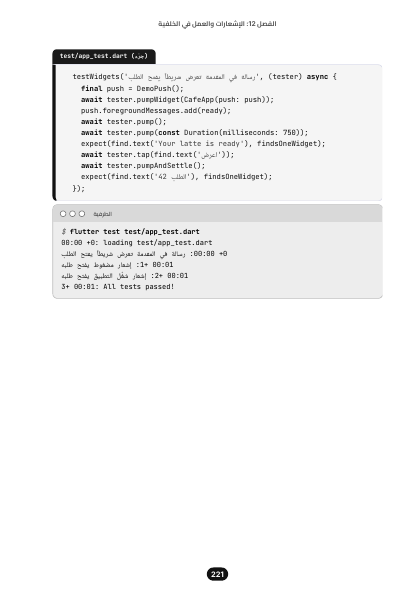 الفصل 12: الإشعارات والعمل في الخلفية
test/app_test.dart (جزء)
testWidgets('رسالة في المقدمة تعرض شريطاً يفتح الطلب', (tester) async {
final push = DemoPush();
await tester.pumpWidget(CafeApp(push: push));
push.foregroundMessages.add(ready);
await tester.pump();
await tester.pump(const Duration(milliseconds: 750));
expect(find.text('Your latte is ready'), findsOneWidget);
await tester.tap(find.text('اعرض'));
await tester.pumpAndSettle();
expect(find.text('الطلب 42'), findsOneWidget);
});
الطرفية
$ flutter test test/app_test.dart
00:00 +0: loading test/app_test.dart
00:00 +0: رسالة في المقدمة تعرض شريطاً يفتح الطلب
00:01 +1: إشعار مضغوط يفتح طلبه
00:01 +2: إشعار شغّل التطبيق يفتح طلبه
00:01 +3: All tests passed!
221